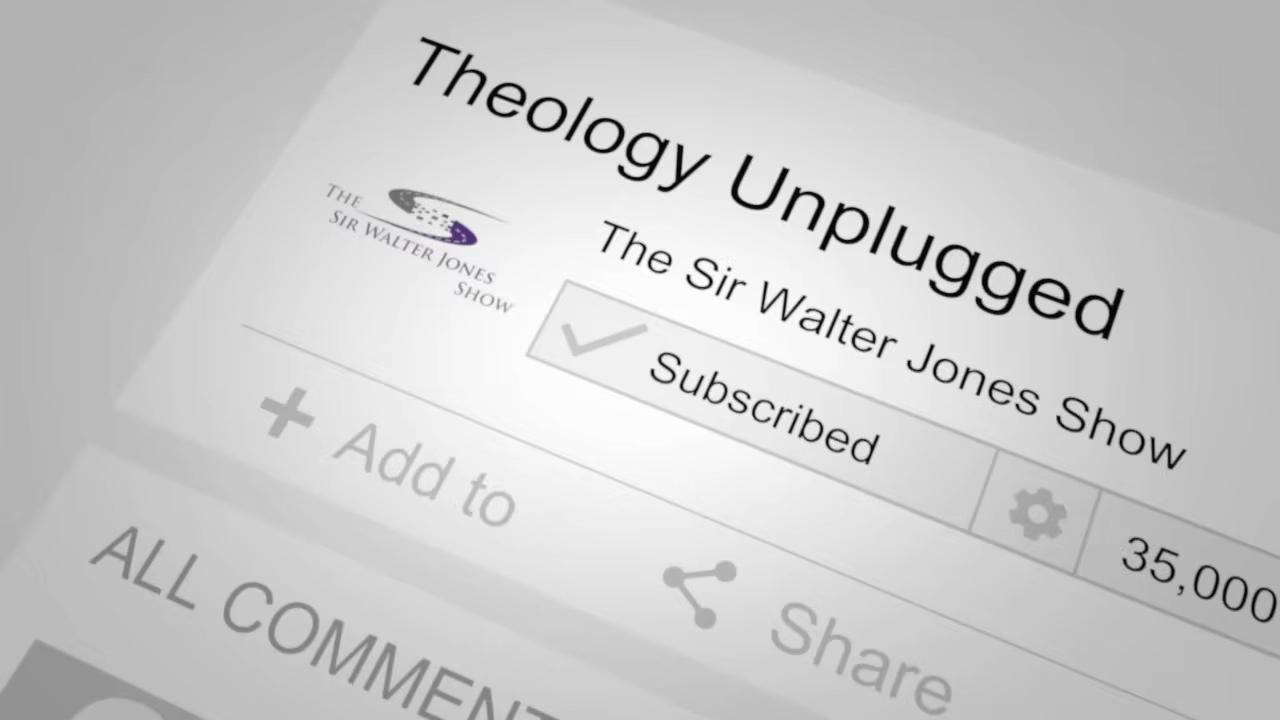 Theology Unplugged
THE
SIR WALTER JONES
SHOW
The Sir Walter Jones Show
Subscribed
35,000
Add to
Share
ALL COMMENT